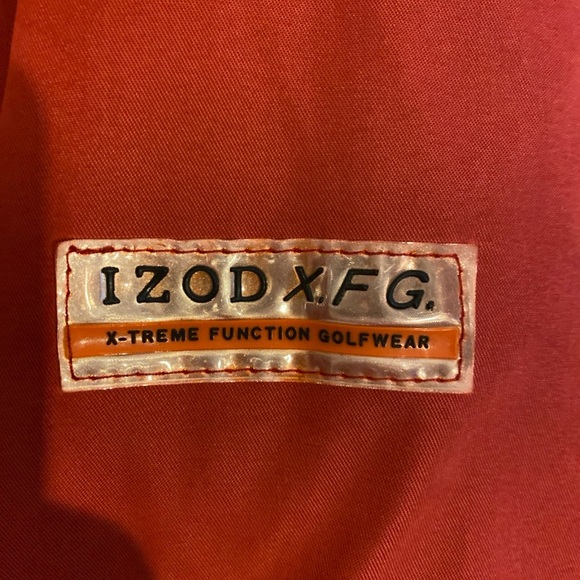 IZOD X.F.G.
X-TREME FUNCTION GOLFWEAR